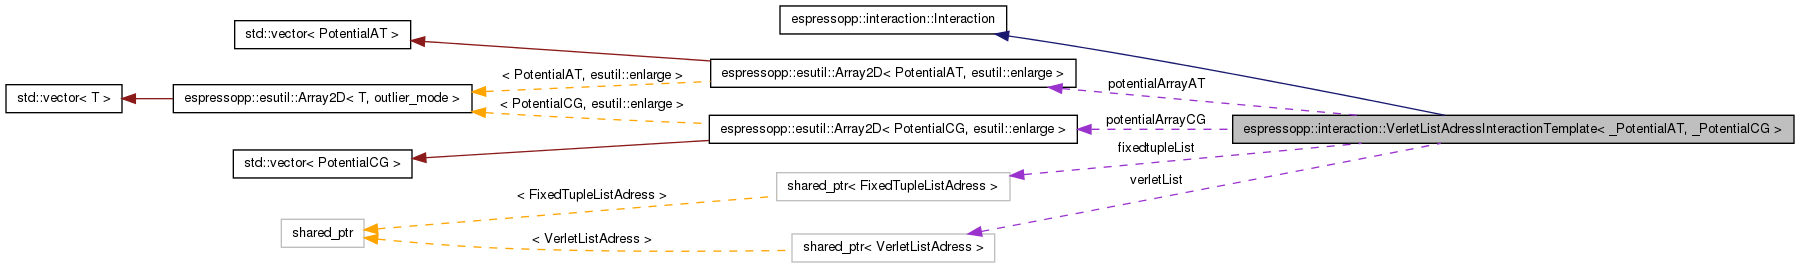 espressopp::interaction::Interaction
std::vector< PotentialAT >
espressopp::esutil::Array2D< PotentialAT, esutil::enlarge >
< PotentialAT, esutil::enlarge >
potentialArrayAT
std::vector< T >
espressopp::esutil::Array2D< T, outlier_mode >
< PotentialCG, esutil::enlarge >
potentialArrayCG
espressopp::esutil::Array2D< PotentialCG, esutil::enlarge >
espressopp::interaction::VerletListAdressInteractionTemplate< _PotentialAT, _PotentialCG >
fixedtupleList
std::vector< PotentialCG >
verletList
shared_ptr< FixedTupleListAdress >
< FixedTupleListAdress >
shared_ptr
< VerletListAdress >
shared_ptr< VerletListAdress >